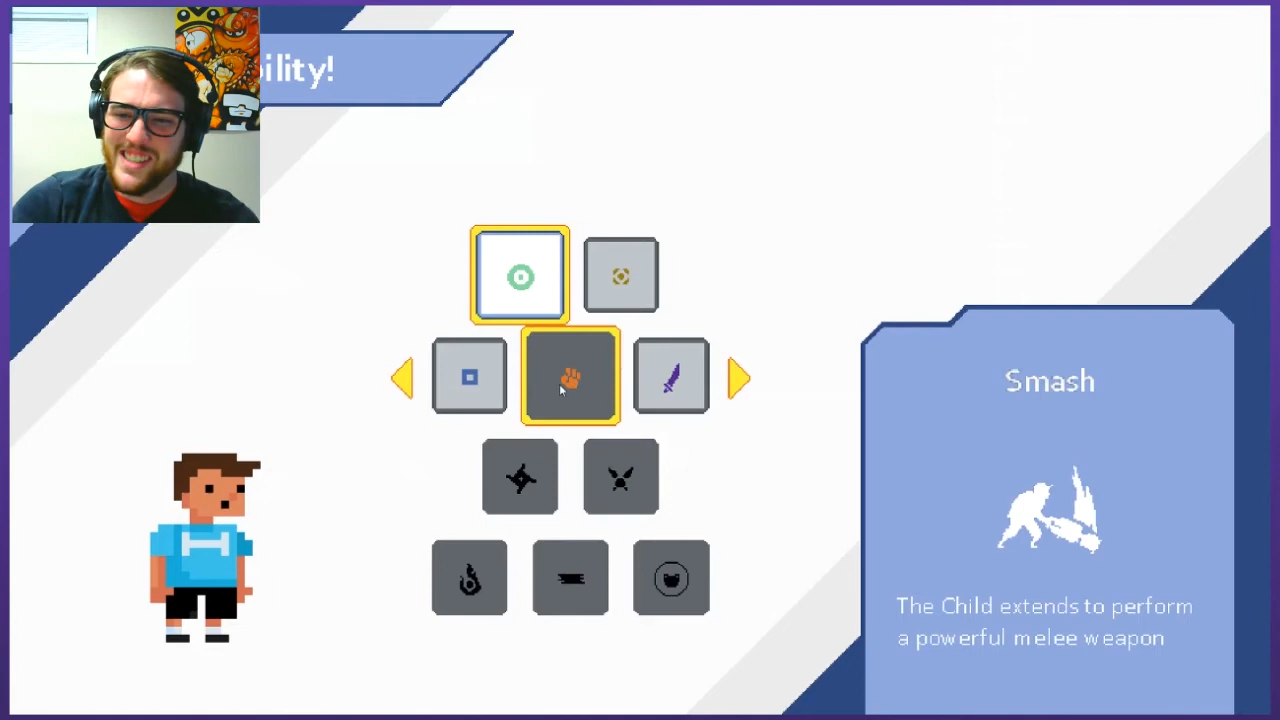 ility!
Smash
The Child extends to perform
a powerful melee weapon